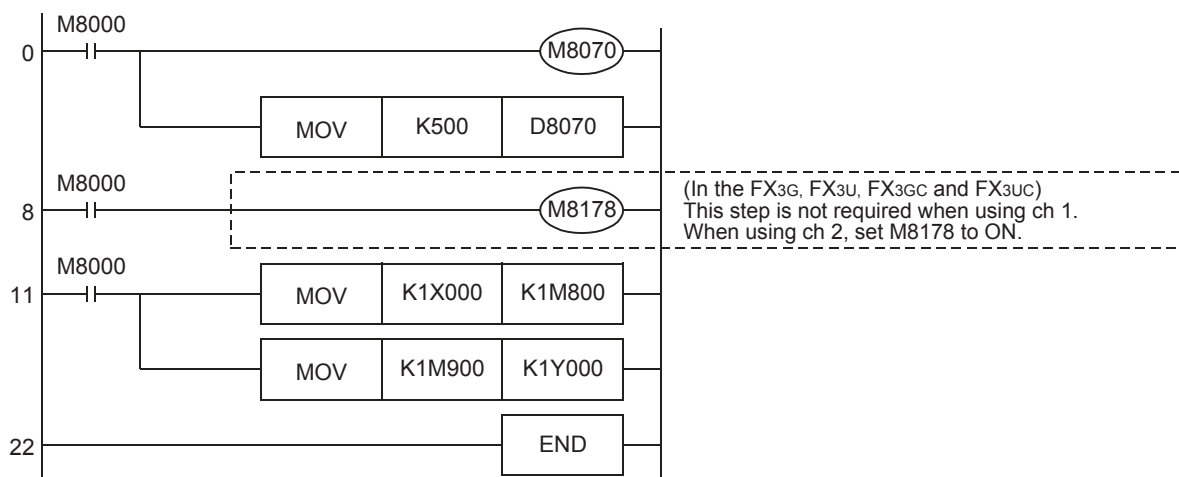 M8000
0 M8070
MOV K500 D8070
M8000
8 M8178
(In the FX3G, FX3U, FX3GC and FX3UC)
This step is not required when using ch 1.
When using ch 2, set M8178 to ON.
M8000
11 MOV K1X000 K1M800
MOV K1M900 K1Y000
22 END